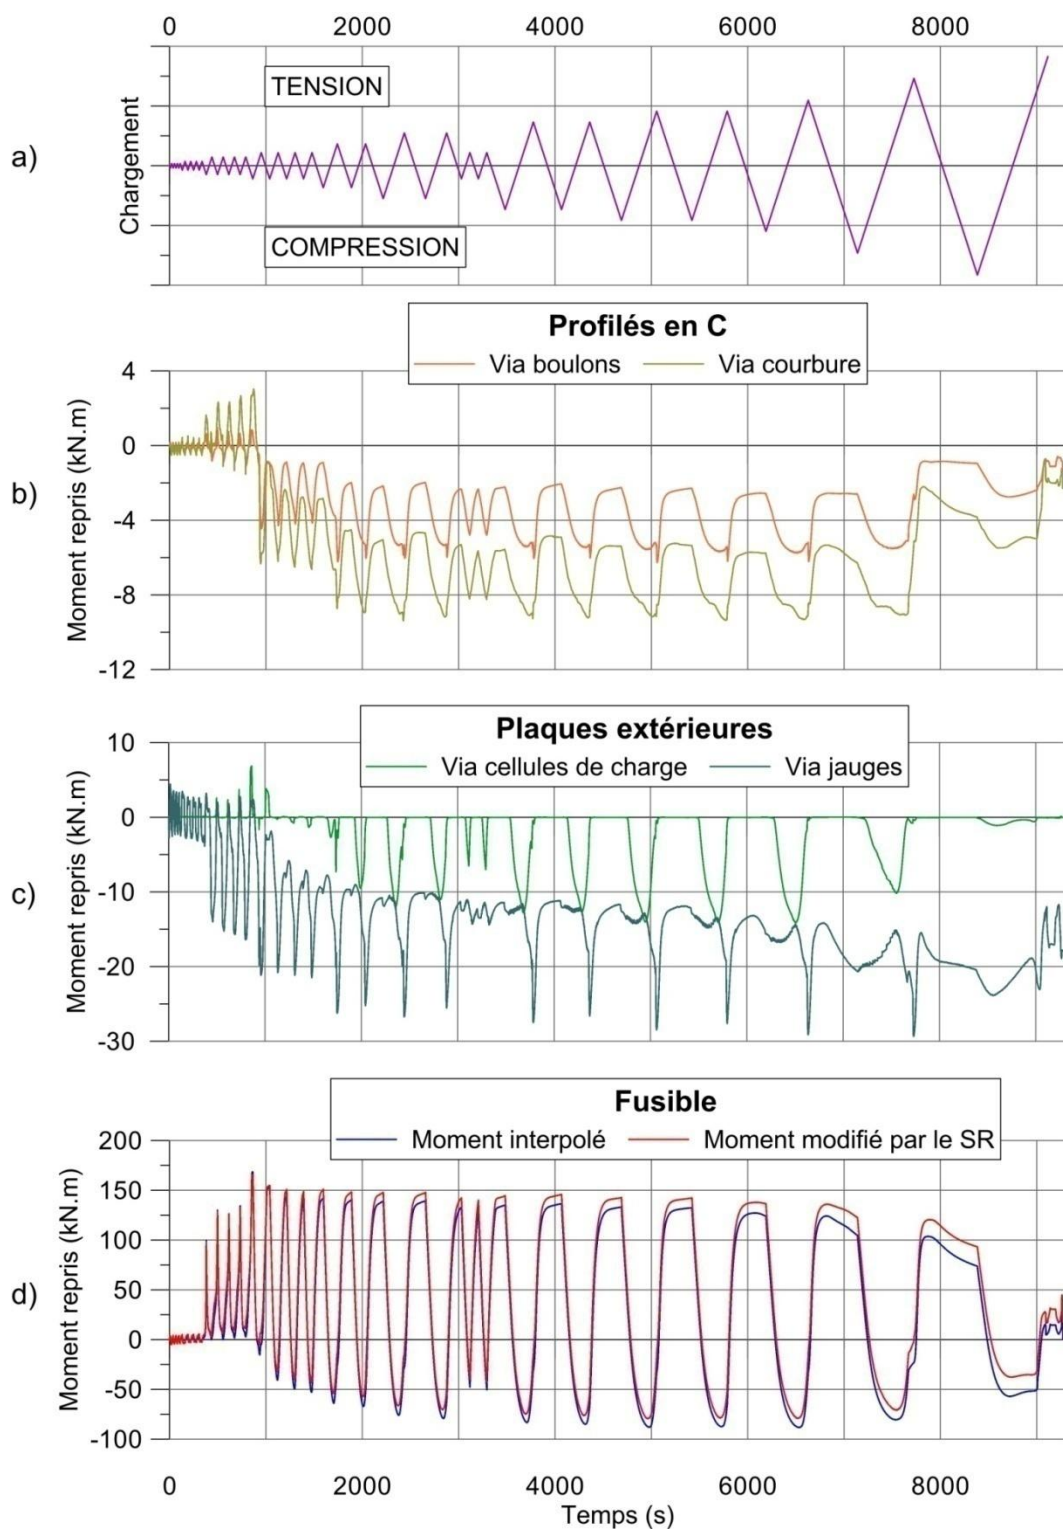 0 2000 4000 6000 8000
a)
Chargement
TENSION
COMPRESSION
Profilés en C
Via boulons Via courbure
b)
Moment repris (kN.m)
4
0
-4
-8
-12
Plaques extérieures
Via cellules de charge Via jauges
c)
Moment repris (kN.m)
10
0
-10
-20
-30
Fusible
Moment interpolé Moment modifié par le SR
d)
Moment repris (kN.m)
200
150
100
50
0
-50
-100
0 2000 4000 6000 8000
Temps (s)